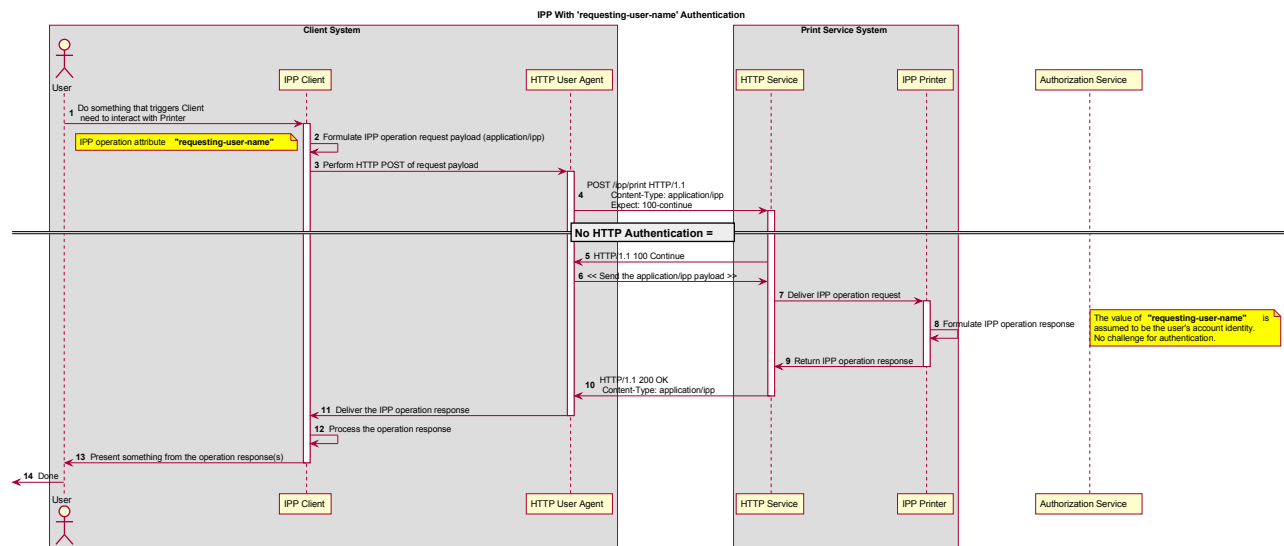 IPP With 'requesting-user-name' Authentication
Client System
Print Service System
User
IPP Client
HTTP User Agent
HTTP Service
IPP Printer
Authorization Service
1 Do something that triggers Client
need to interact with Printer
IPP operation attribute "requesting-user-name"
2 Formulate IPP operation request payload (application/ipp)
3 Perform HTTP POST of request payload
4 POST /ipp/print HTTP/1.1
Content-Type: application/ipp
Expect: 100-continue
No HTTP Authentication =
5 HTTP/1.1 100 Continue
6 << Send the application/ipp payload >>
7 Deliver IPP operation request
8 Formulate IPP operation response
The value of "requesting-user-name" is
assumed to be the user's account identity.
No challenge for authentication.
9 Return IPP operation response
10 HTTP/1.1 200 OK
Content-Type: application/ipp
11 Deliver the IPP operation response
12 Process the operation response
13 Present something from the operation response(s)
14 Done
User
IPP Client
HTTP User Agent
HTTP Service
IPP Printer
Authorization Service